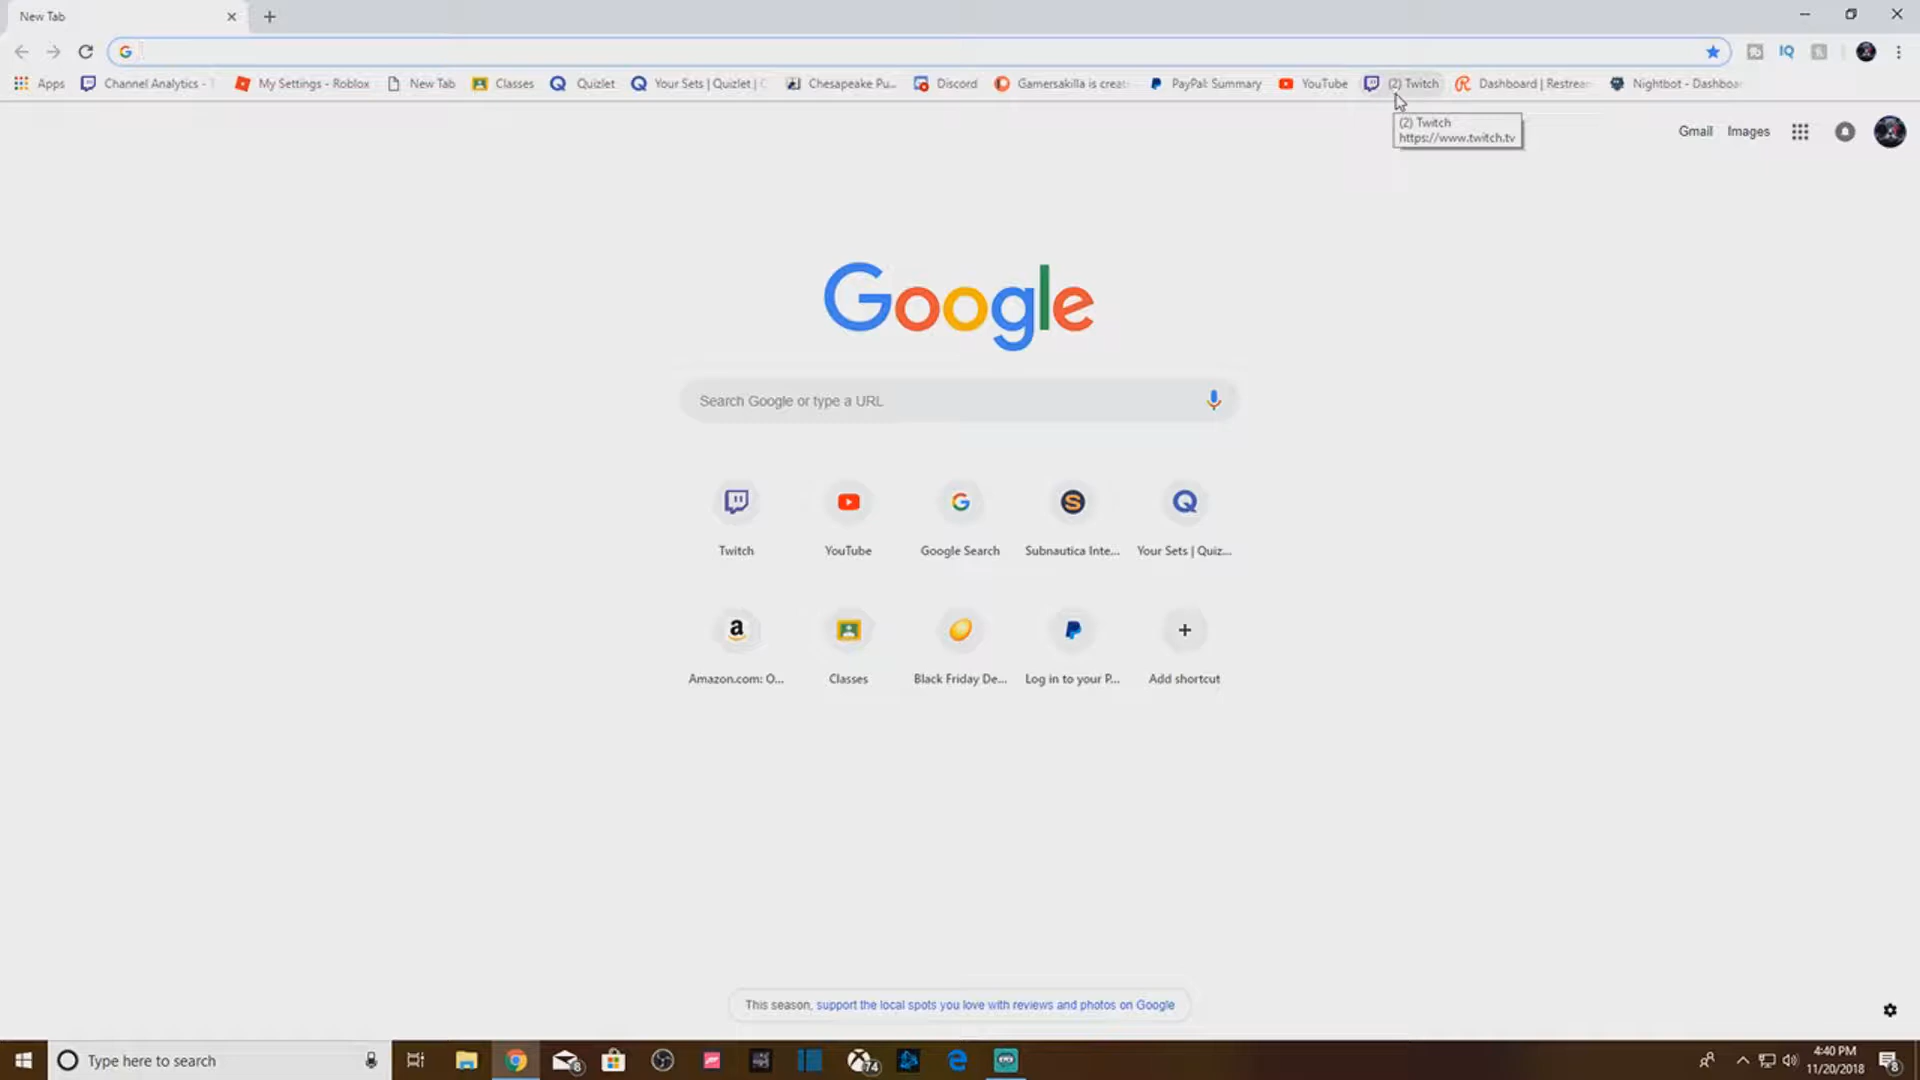 New Tab
Apps Channel Analytics - T My Settings - Roblox New Tab Classes Quizlet Your Sets | Quizlet | Q Chesapeake Pu... Discord Gamersakilla is creat PayPal: Summary YouTube (2) Twitch Dashboard | Restrea Nightbot - Dashboa
IQ
(2) Twitch
https://www.twitch.tv
Gmail Images
Google
Search Google or type a URL
Twitch YouTube Google Search Subnautica Inte... Your Sets | Quiz...
Amazon.com: O... Classes Black Friday De... Log in to your P... Add shortcut
This season, support the local spots you love with reviews and photos on Google
Type here to search
8
74
4:40 PM
11/20/2018
8